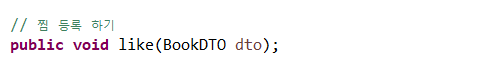 // 찜 등록 하기
public void like(BookDTO dto);